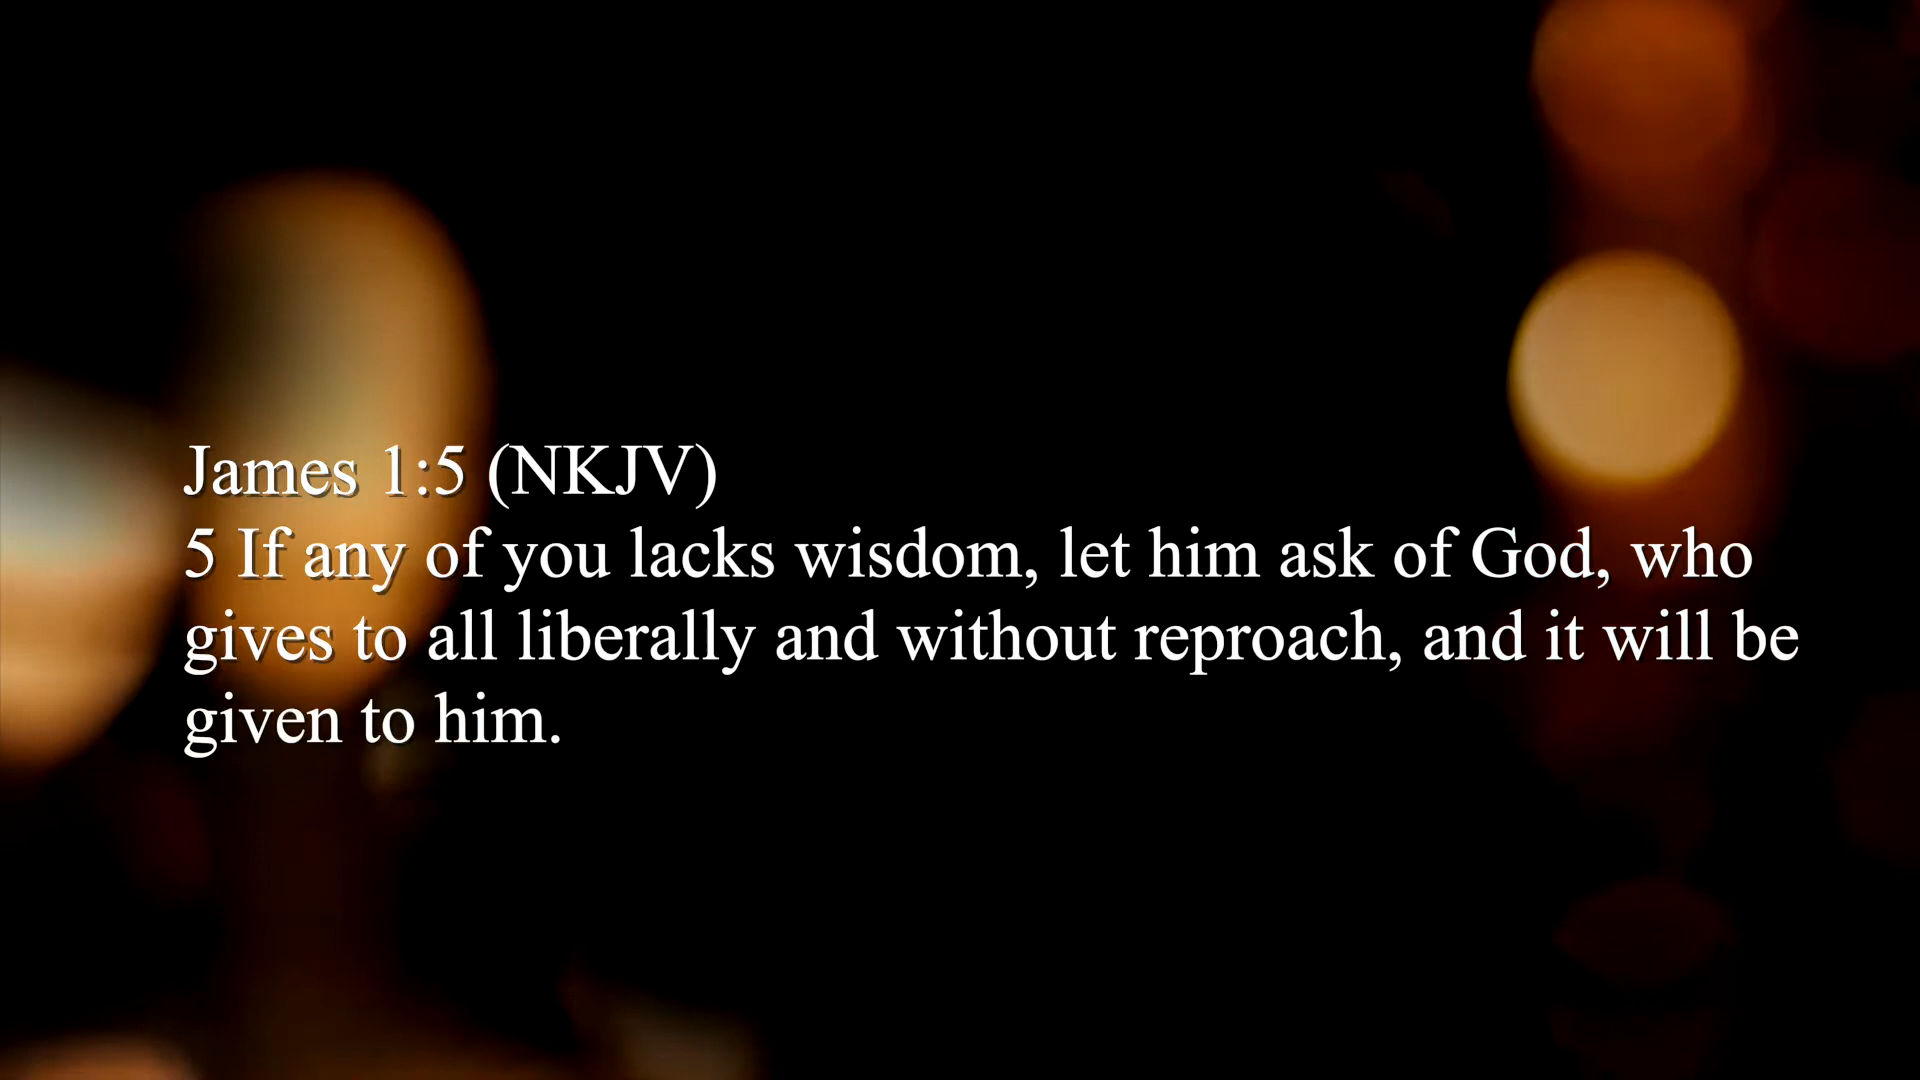 James 1:5 (NKJV)
5 If any of you lacks wisdom, let him ask of God, who
gives to all liberally and without reproach, and it will be
given to him.